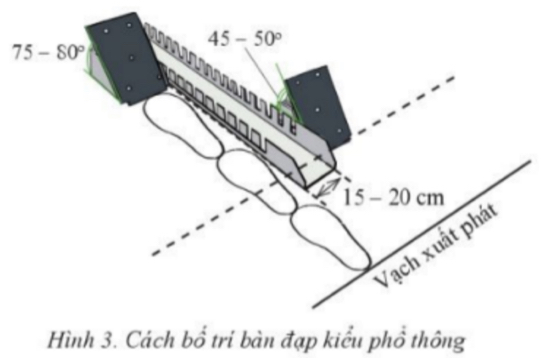 45 – 50°
75 – 80°
15 – 20 cm
Vạch xuất phát
Hình 3. Cách bố trí bàn đạp kiểu phổ thông